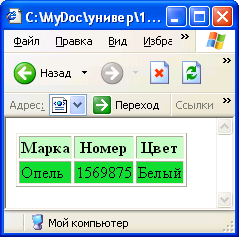 C:\MyDoc\универ\1...
Файл Правка Вид Избра »
Назад »
Адрес: Переход Ссылки »
Марка Номер Цвет
Опель 1569875 Белый
Мой компьютер